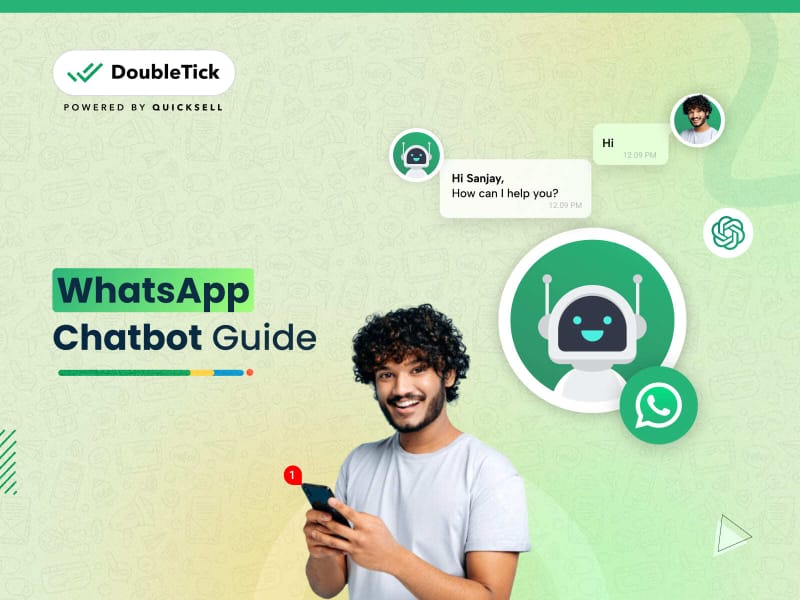 DoubleTick
POWERED BY QUICKSELL
Hi
12.09 PM
Hi Sanjay,
How can I help you?
12.09 PM
WhatsApp
Chatbot Guide
1